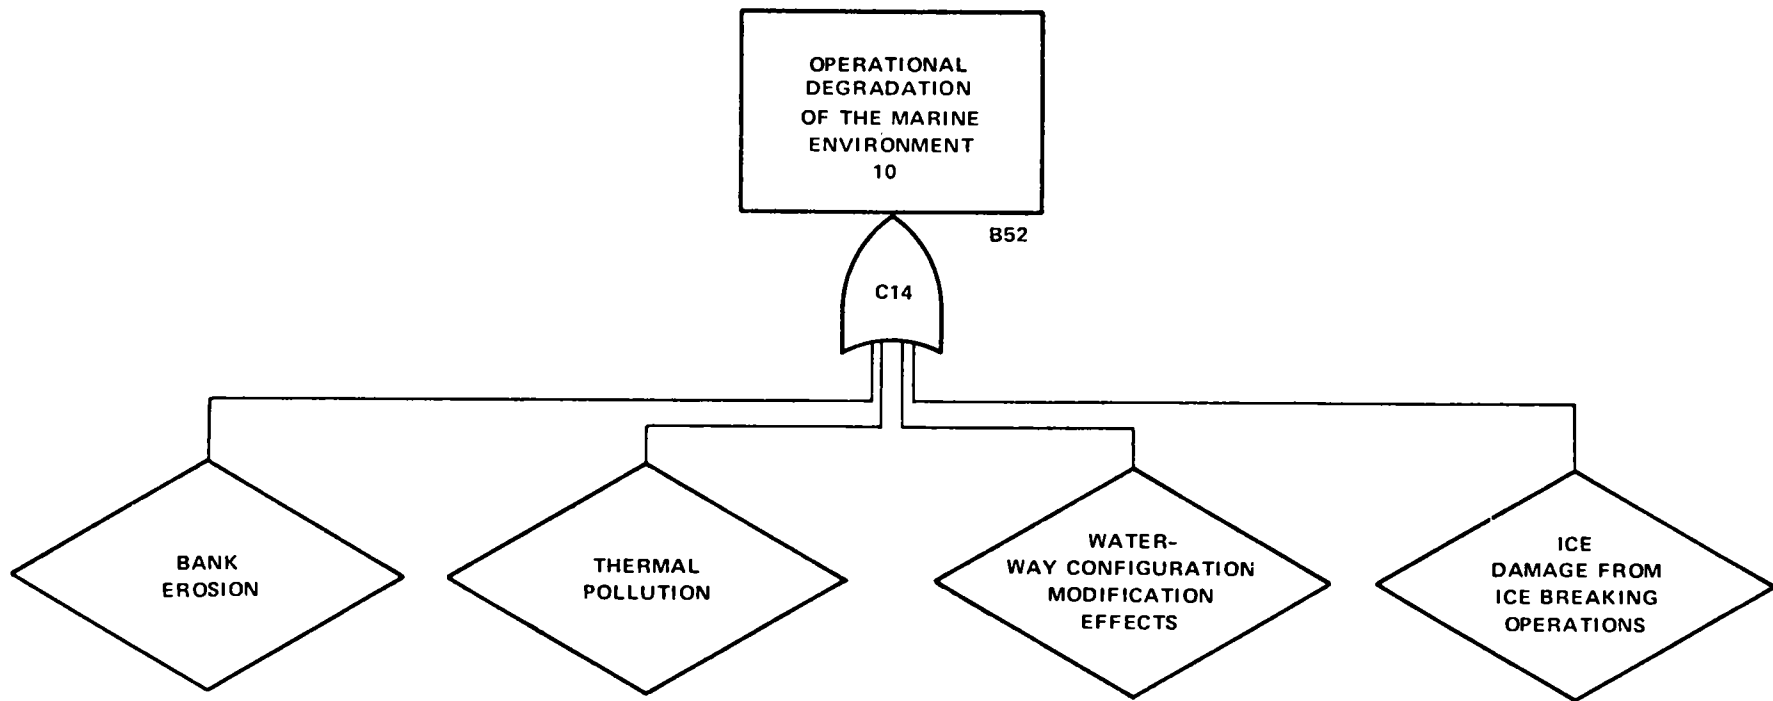 OPERATIONAL
DEGRADATION
OF THE MARINE
ENVIRONMENT
10
B52
C14
BANK
EROSION
THERMAL
POLLUTION
WATER-
WAY CONFIGURATION
MODIFICATION
EFFECTS
ICE
DAMAGE FROM
ICE BREAKING
OPERATIONS